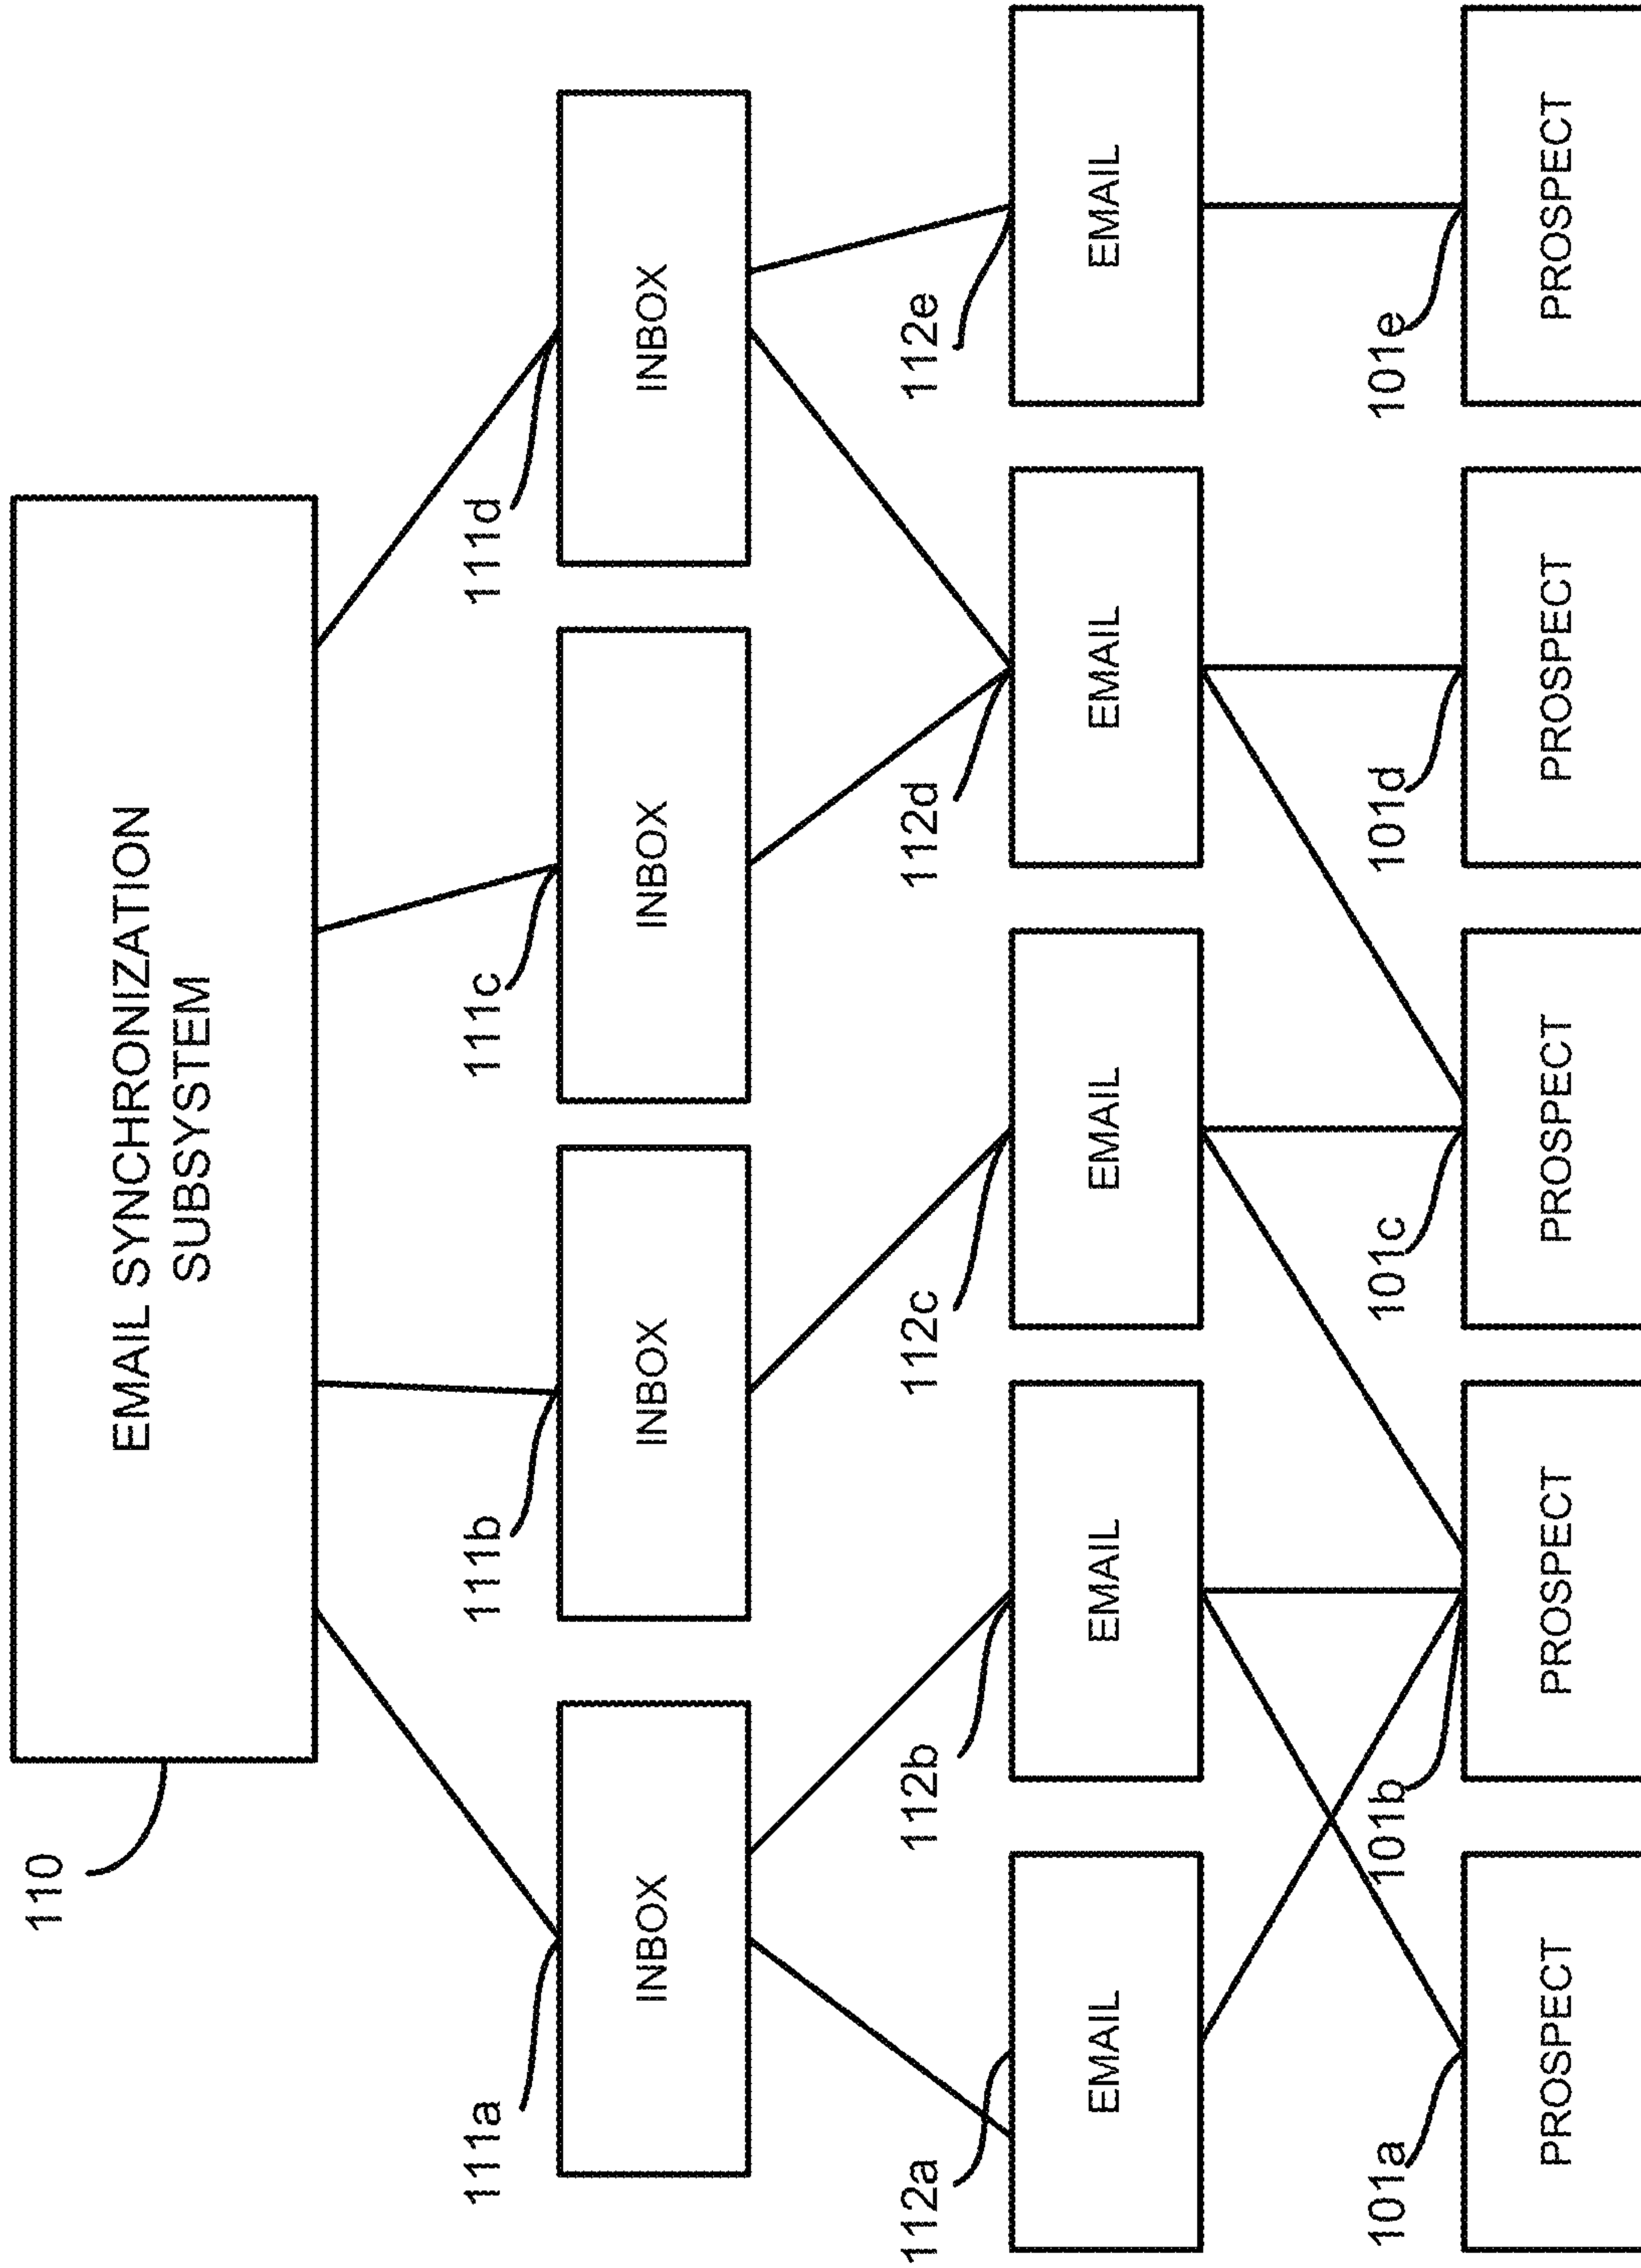 110
EMAIL SYNCHRONIZATION
SUBSYSTEM
111a
111b
111c
111d
INBOX
INBOX
INBOX
INBOX
112a
112b
112c
112d
112e
EMAIL
EMAIL
EMAIL
EMAIL
EMAIL
101a
101b
101c
101d
101e
PROSPECT
PROSPECT
PROSPECT
PROSPECT
PROSPECT